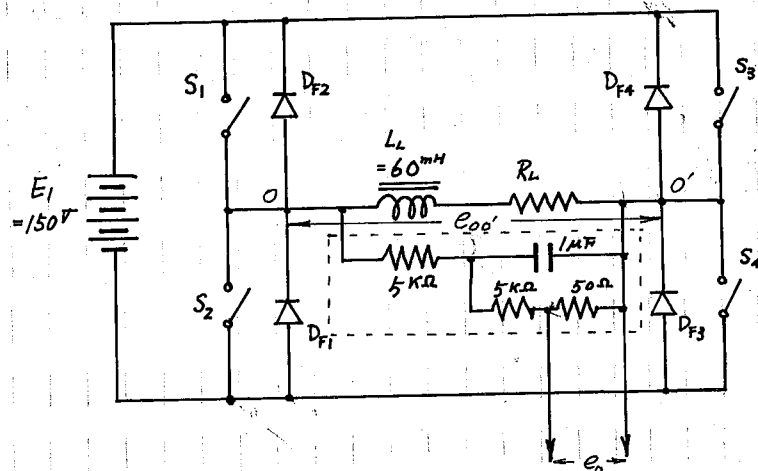 S1
DF2
DF4
S3
LL
=60mH
RL
E1
=150V
O
O'
eoo'
1μF
5KΩ
S2
5KΩ
50Ω
S4
DF1
DF3
eo